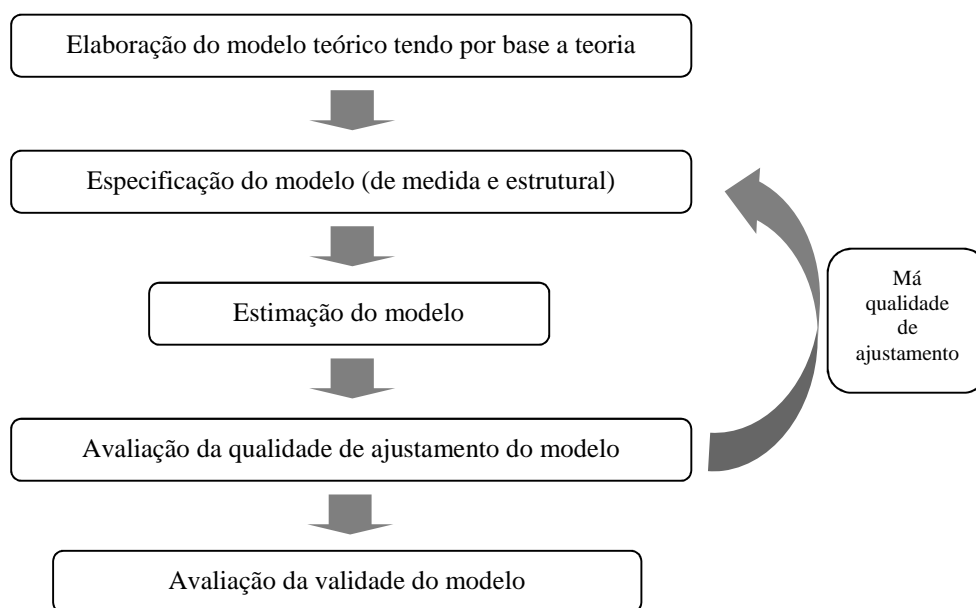 Elaboração do modelo teórico tendo por base a teoria
Especificação do modelo (de medida e estrutural)
Estimação do modelo
Má
qualidade
de
ajustamento
Avaliação da qualidade de ajustamento do modelo
Avaliação da validade do modelo